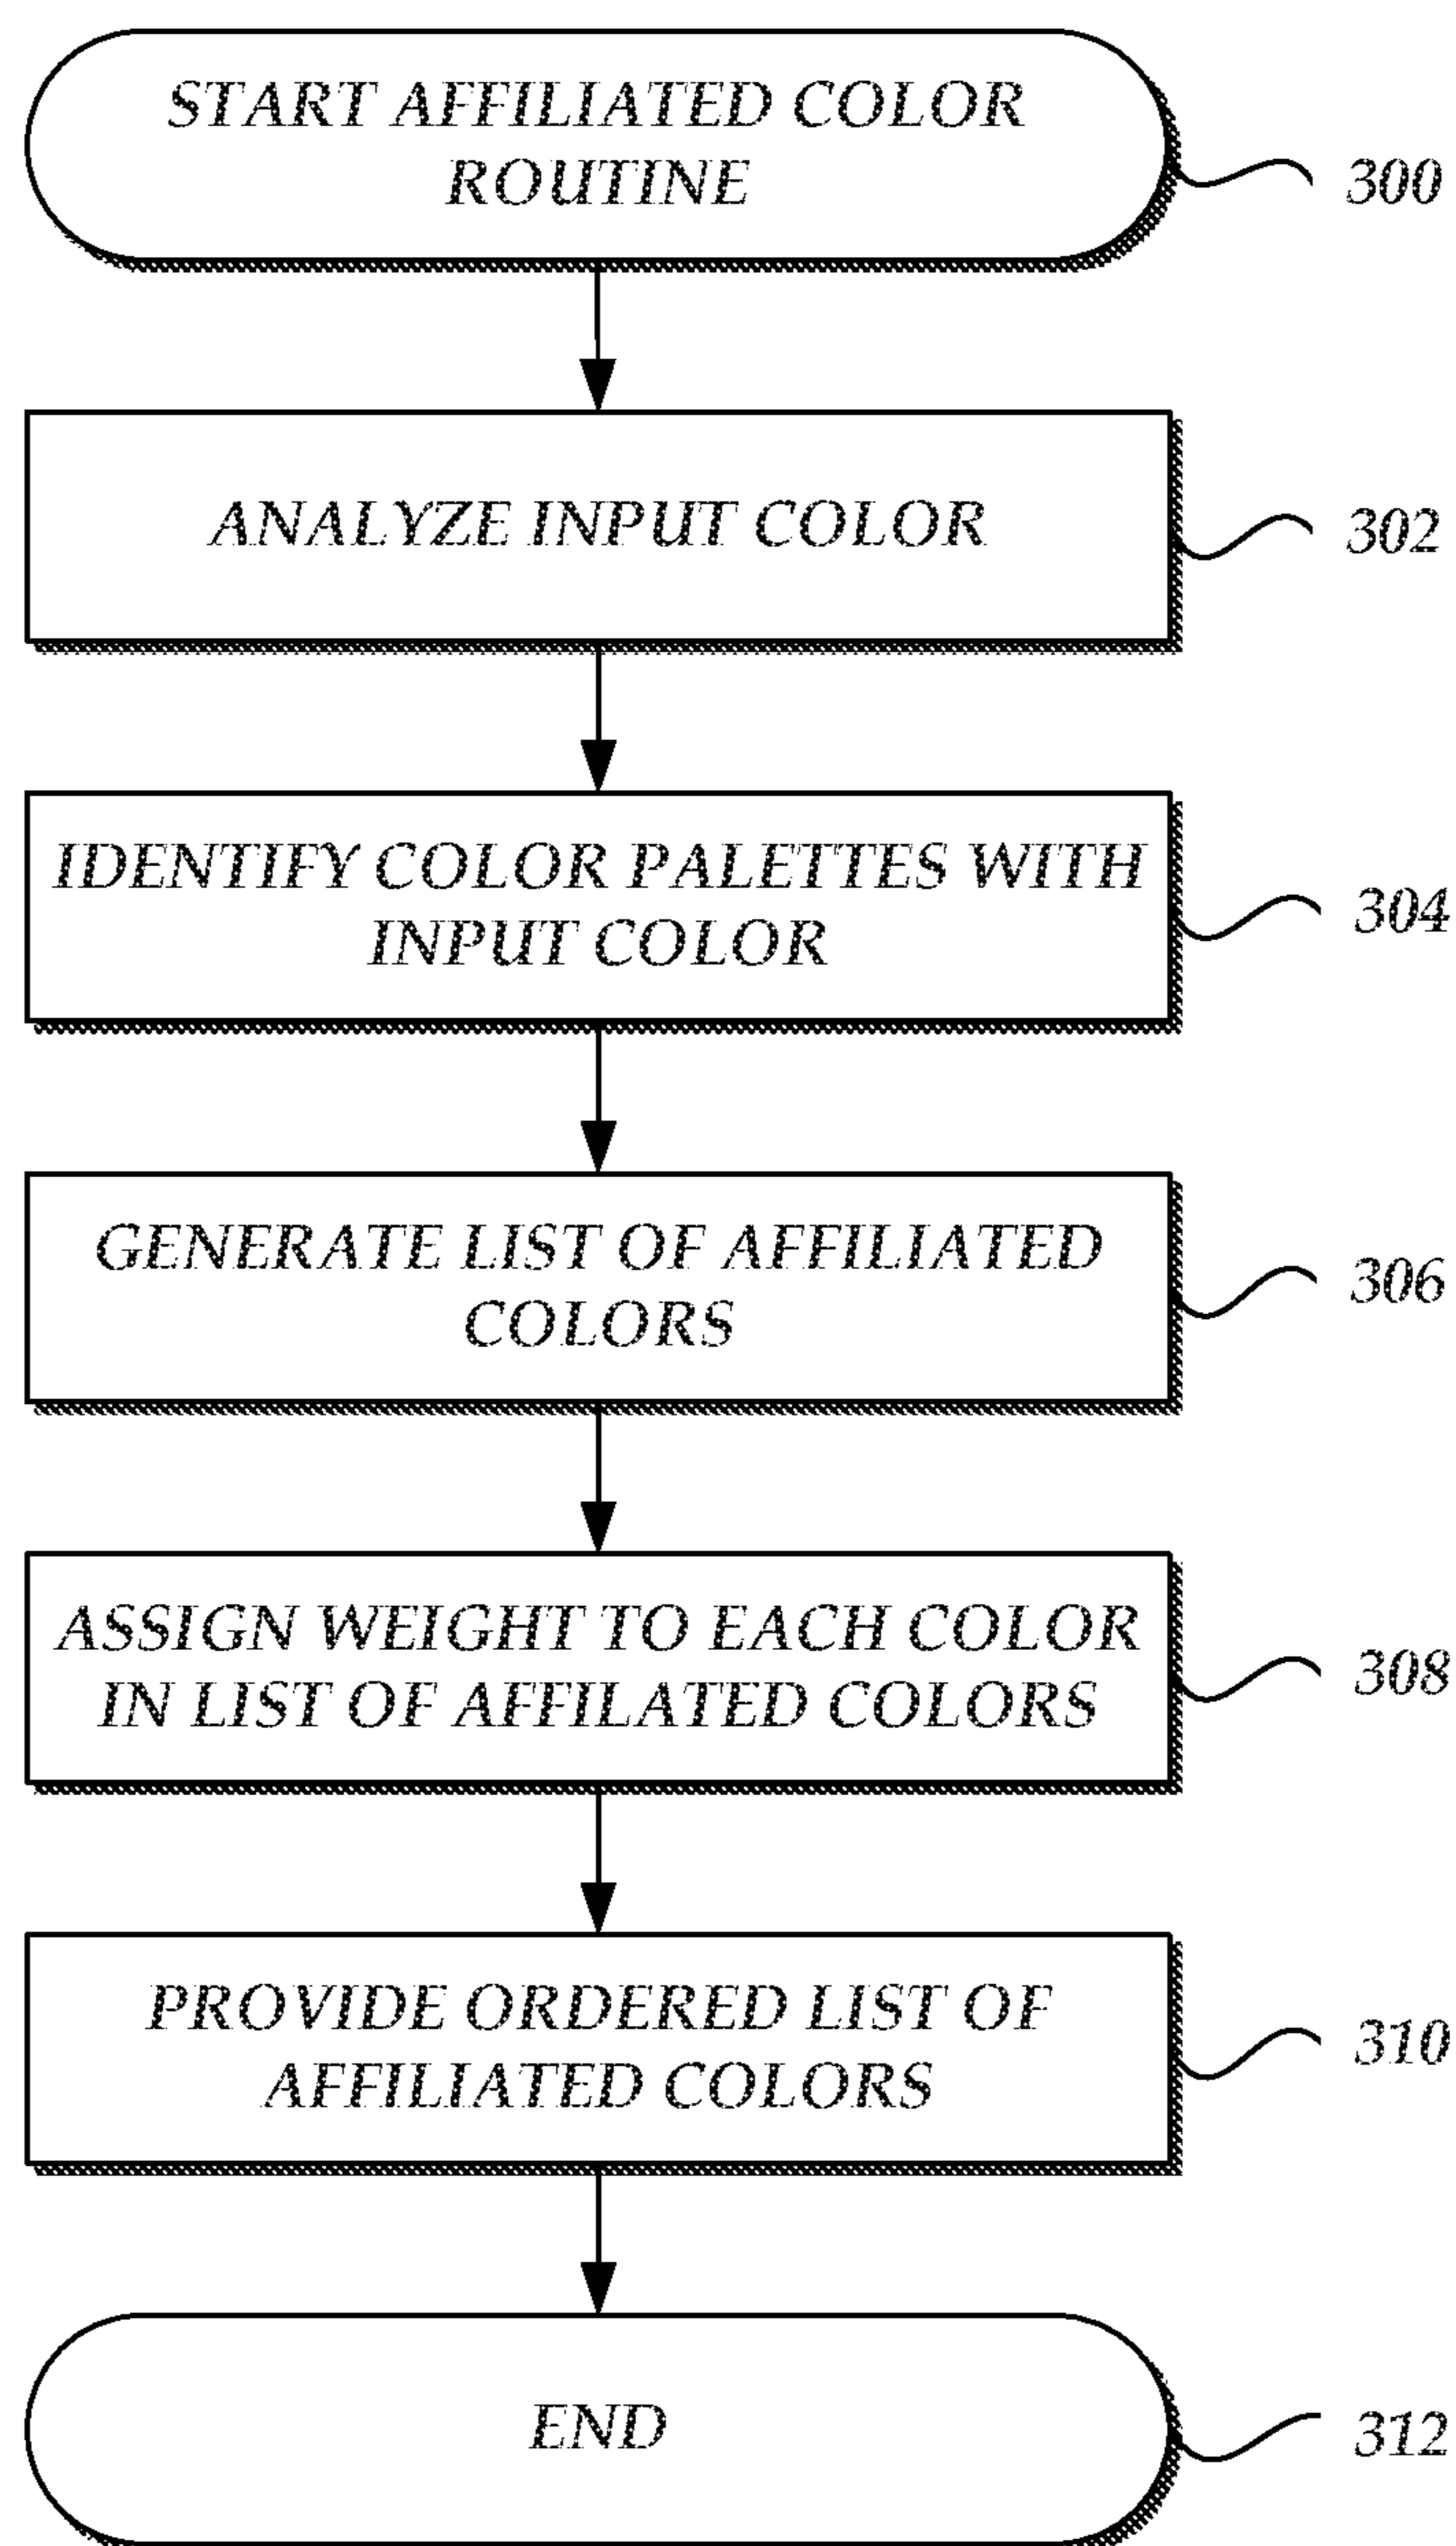 START AFFILIATED COLOR
ROUTINE
300
ANALYZE INPUT COLOR
302
IDENTIFY COLOR PALETTES WITH
INPUT COLOR
304
GENERATE LIST OF AFFILIATED
COLORS
306
ASSIGN WEIGHT TO EACH COLOR
IN LIST OF AFFILATED COLORS
308
PROVIDE ORDERED LIST OF
AFFILIATED COLORS
310
END
312